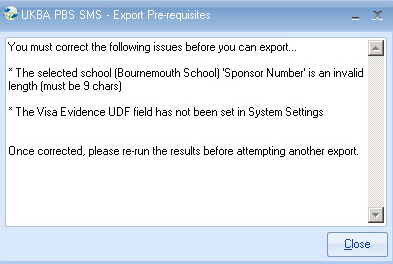 UKBA PBS SMS - Export Pre-requisites
You must correct the following issues before you can export...
* The selected school (Bournemouth School) 'Sponsor Number' is an invalid
length (must be 9 chars)
* The Visa Evidence UDF field has not been set in System Settings
Once corrected, please re-run the results before attempting another export.
Close